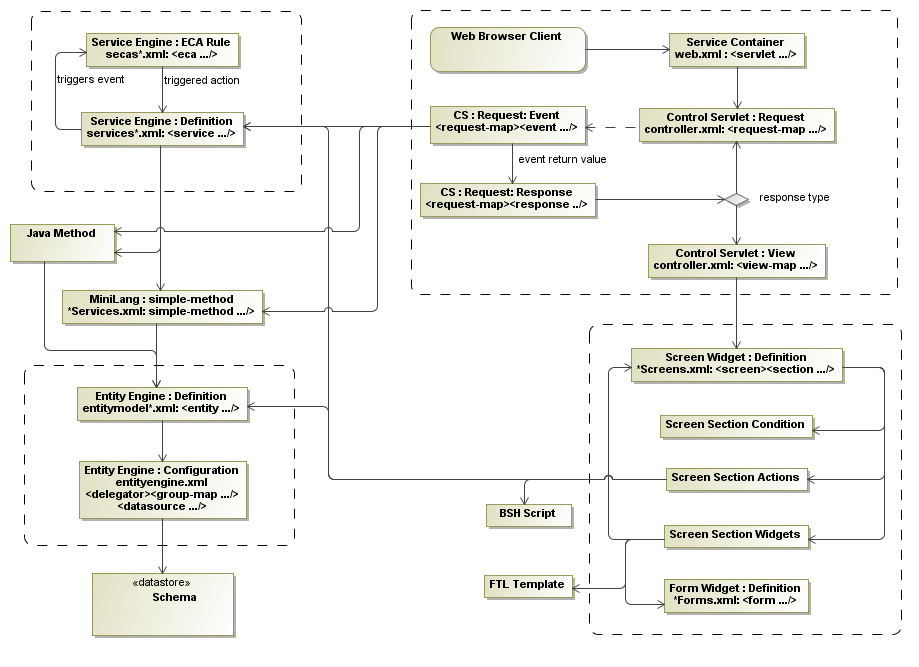 Service Engine : ECA Rule
secas*.xml: <eca .../>
triggers event
triggered action
Service Engine : Definition
services*.xml: <service .../>
Web Browser Client
Service Container
web.xml : <servlet .../>
CS : Request: Event
<request-map><event .../>
Control Servlet : Request
controller.xml: <request-map .../>
event return value
CS : Request: Response
<request-map><response ../>
response type
Control Servlet : View
controller.xml: <view-map .../>
Java Method
MiniLang : simple-method
*Services.xml: simple-method .../>
Entity Engine : Definition
entitymodel*.xml: <entity .../>
Entity Engine : Configuration
entityengine.xml
<delegator><group-map .../>
<datasource .../>
«datastore»
Schema
Screen Widget : Definition
*Screens.xml: <screen><section .../>
Screen Section Condition
Screen Section Actions
BSH Script
Screen Section Widgets
FTL Template
Form Widget : Definition
*Forms.xml: <form .../>